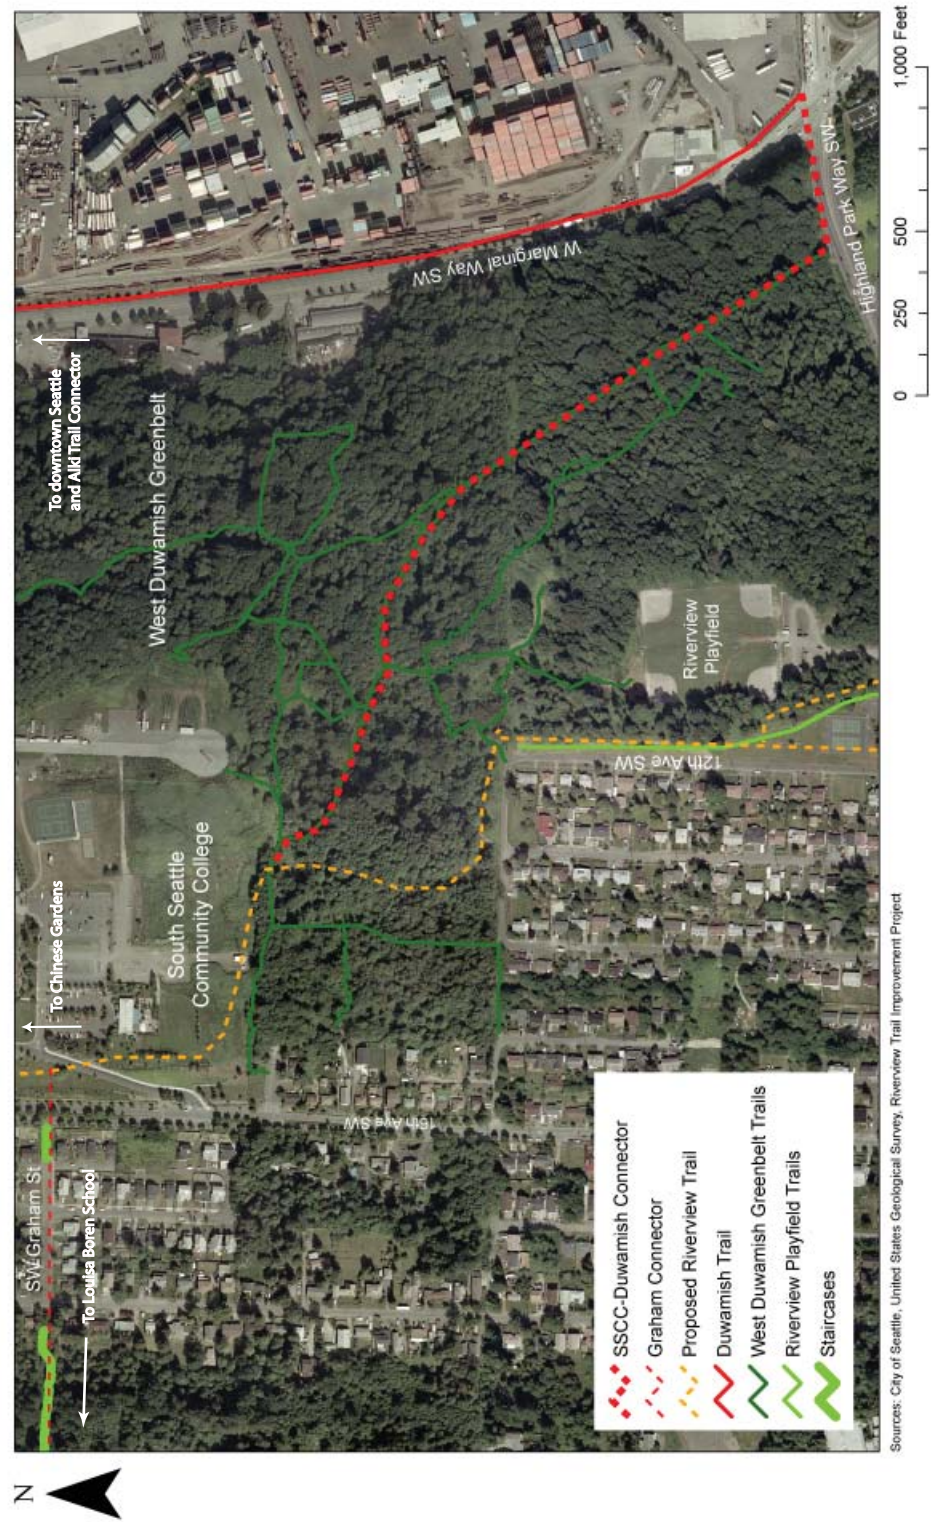 N
SW Graham St
To Louisa Boren School
To Chinese Gardens
South Seattle
Community College
West Duwamish Greenbelt
To downtown Seattle
and Alki Trail Connector
W Marginal Way SW
16th Ave SW
12th Ave SW
Riverview
Playfield
Highland Park Way SW
SSCC-Duwamish Connector
Graham Connector
Proposed Riverview Trail
Duwamish Trail
West Duwamish Greenbelt Trails
Riverview Playfield Trails
Staircases
Sources: City of Seattle, United States Geological Survey, Riverview Trail Improvement Project
0 250 500 1,000 Feet